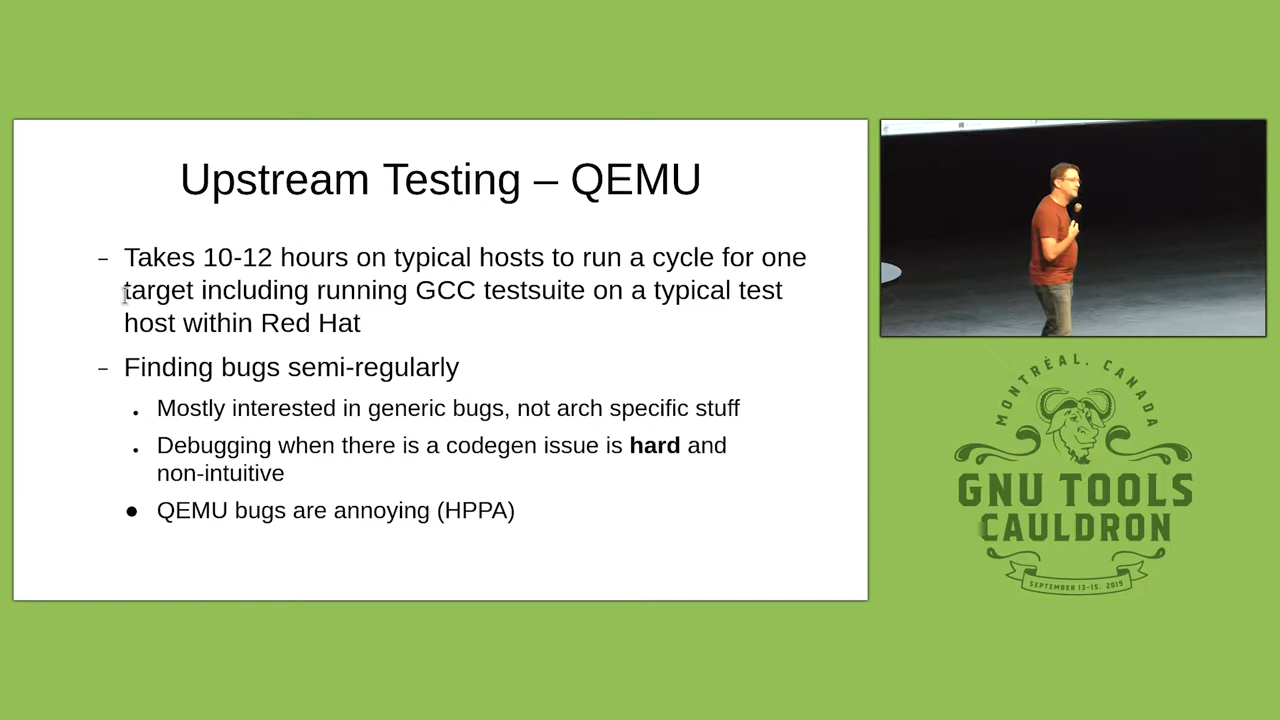 Upstream Testing – QEMU
– Takes 10-12 hours on typical hosts to run a cycle for one
target including running GCC testsuite on a typical test
host within Red Hat
– Finding bugs semi-regularly
• Mostly interested in generic bugs, not arch specific stuff
• Debugging when there is a codegen issue is hard and
non-intuitive
● QEMU bugs are annoying (HPPA)
MONTRÉAL, CANADA
GNU TOOLS
CAULDRON
SEPTEMBER 13-15, 2019